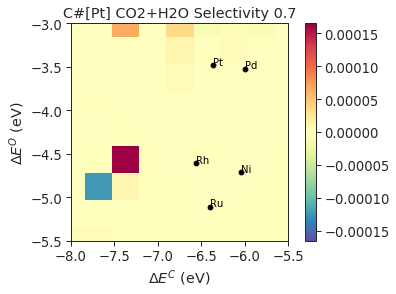 C#[Pt] CO2+H2O Selectivity 0.7
−3.0
−3.5
−4.0
−4.5
−5.0
−5.5
ΔE^O (eV)
Pt
Pd
Rh
Ni
Ru
−8.0 −7.5 −7.0 −6.5 −6.0 −5.5
ΔE^C (eV)
0.00015
0.00010
0.00005
0.00000
−0.00005
−0.00010
−0.00015